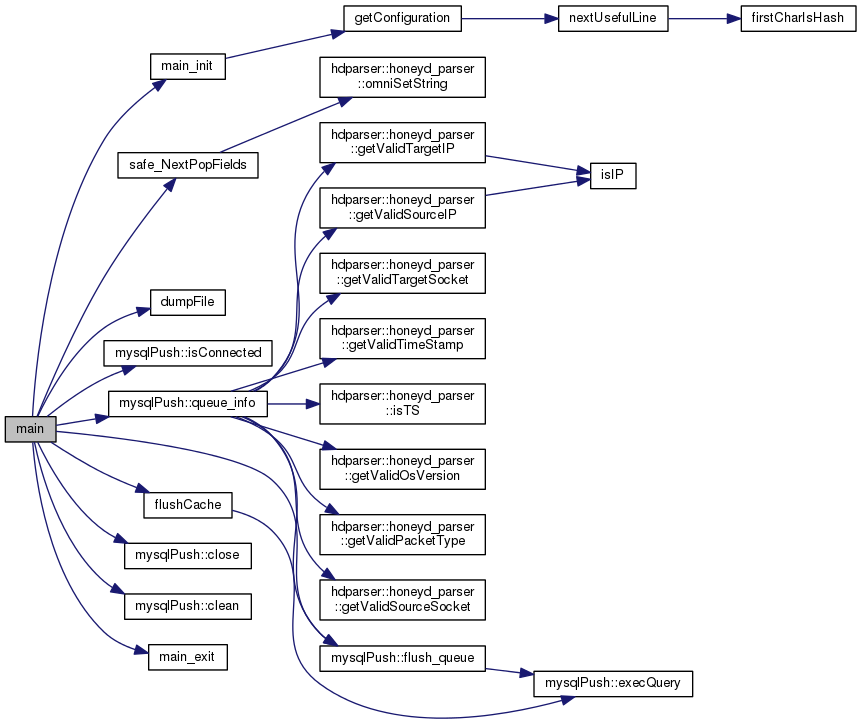 getConfiguration
nextUsefulLine
firstCharIsHash
main_init
hdparser::honeyd_parser
::omniSetString
safe_NextPopFields
hdparser::honeyd_parser
::getValidTargetIP
isIP
hdparser::honeyd_parser
::getValidSourceIP
hdparser::honeyd_parser
::getValidTargetSocket
dumpFile
hdparser::honeyd_parser
::getValidTimeStamp
mysqlPush::isConnected
mysqlPush::queue_info
hdparser::honeyd_parser
::isTS
main
hdparser::honeyd_parser
::getValidOsVersion
flushCache
hdparser::honeyd_parser
::getValidPacketType
mysqlPush::close
hdparser::honeyd_parser
::getValidSourceSocket
mysqlPush::clean
main_exit
mysqlPush::flush_queue
mysqlPush::execQuery